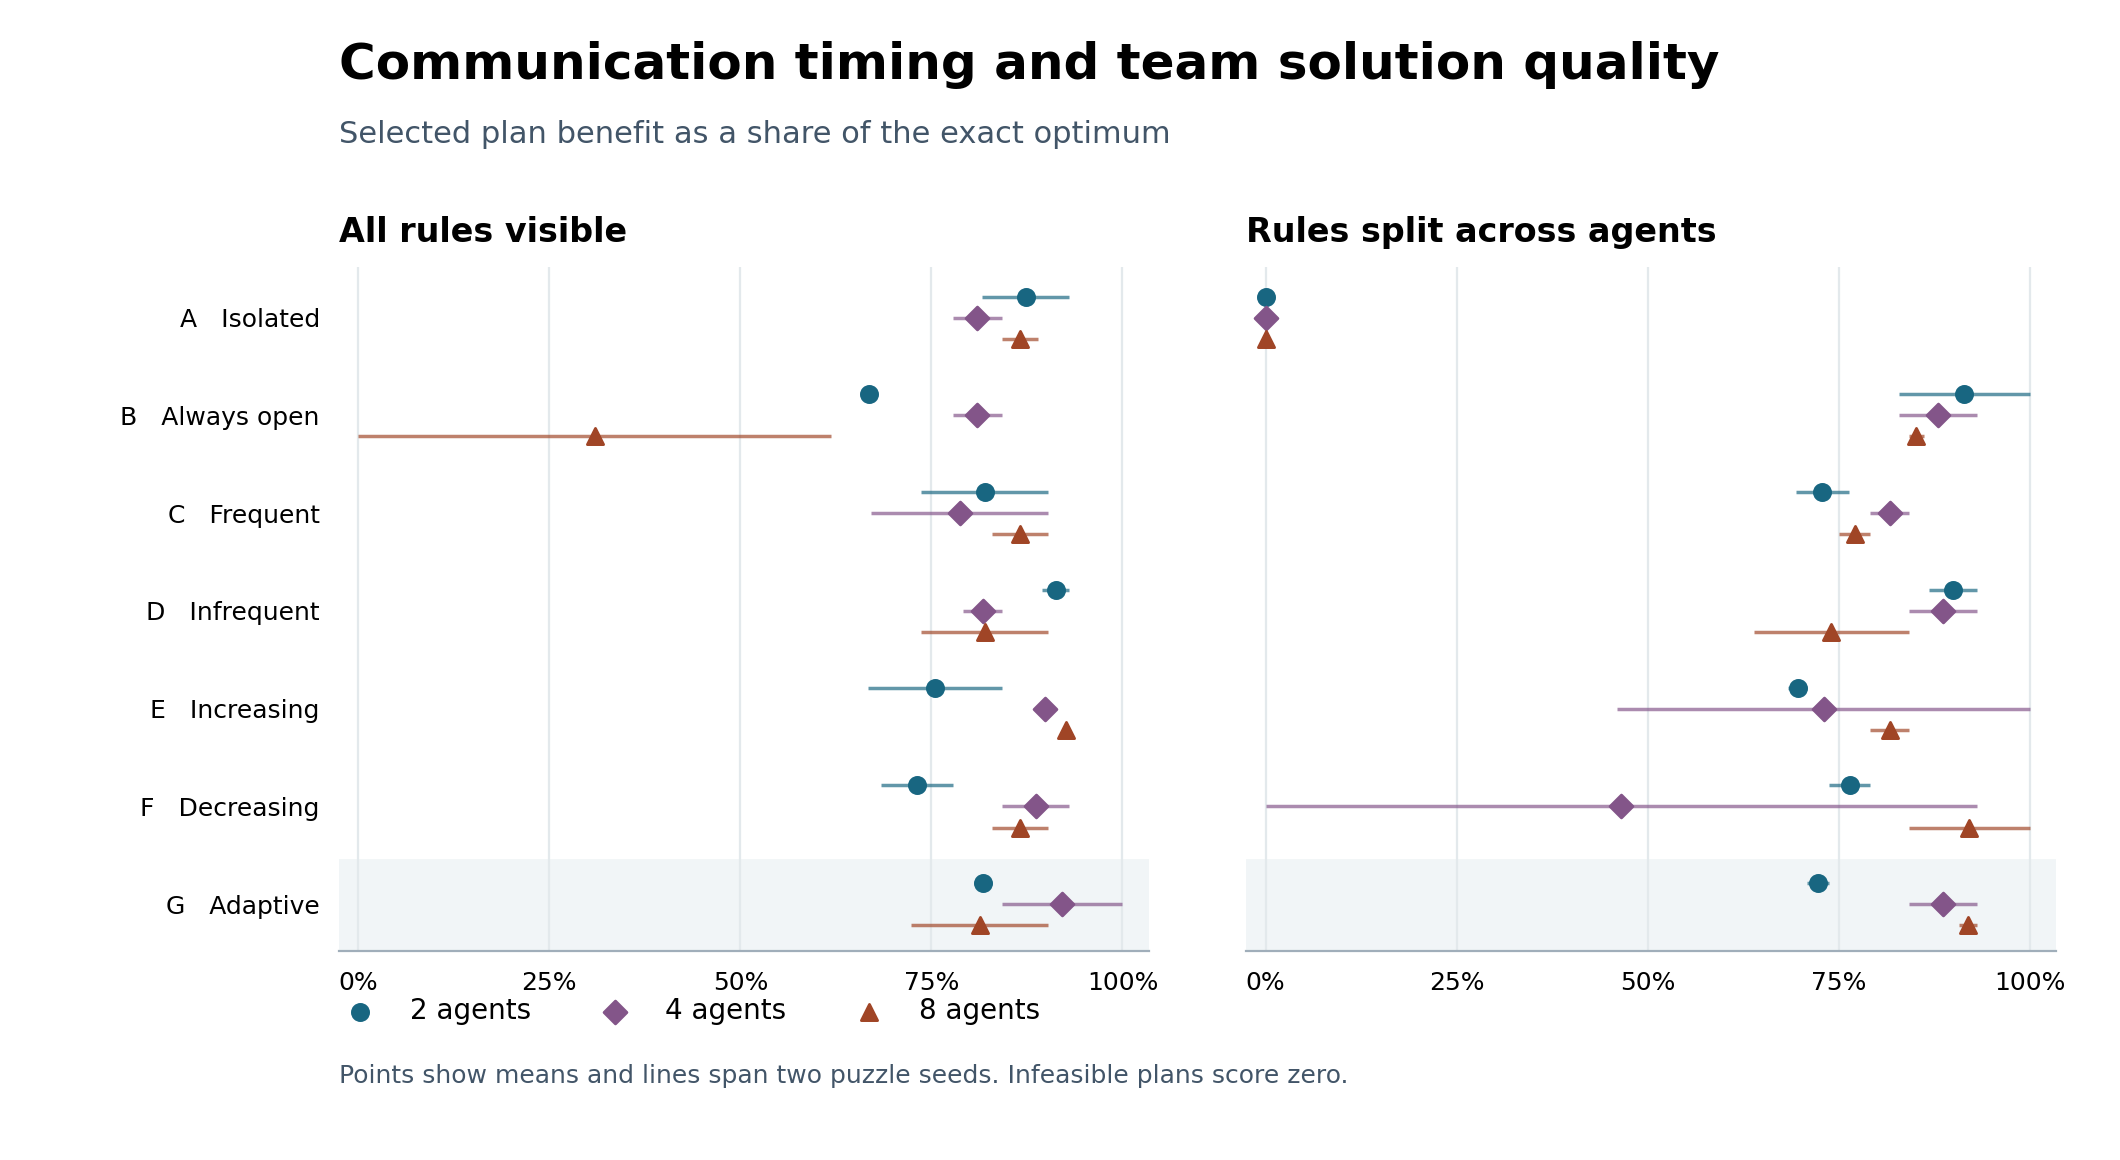 Communication timing and team solution quality
Selected plan benefit as a share of the exact optimum
All rules visible
Rules split across agents
A Isolated
B Always open
C Frequent
D Infrequent
E Increasing
F Decreasing
G Adaptive
0% 25% 50% 75% 100%
0% 25% 50% 75% 100%
2 agents 4 agents 8 agents
Points show means and lines span two puzzle seeds. Infeasible plans score zero.